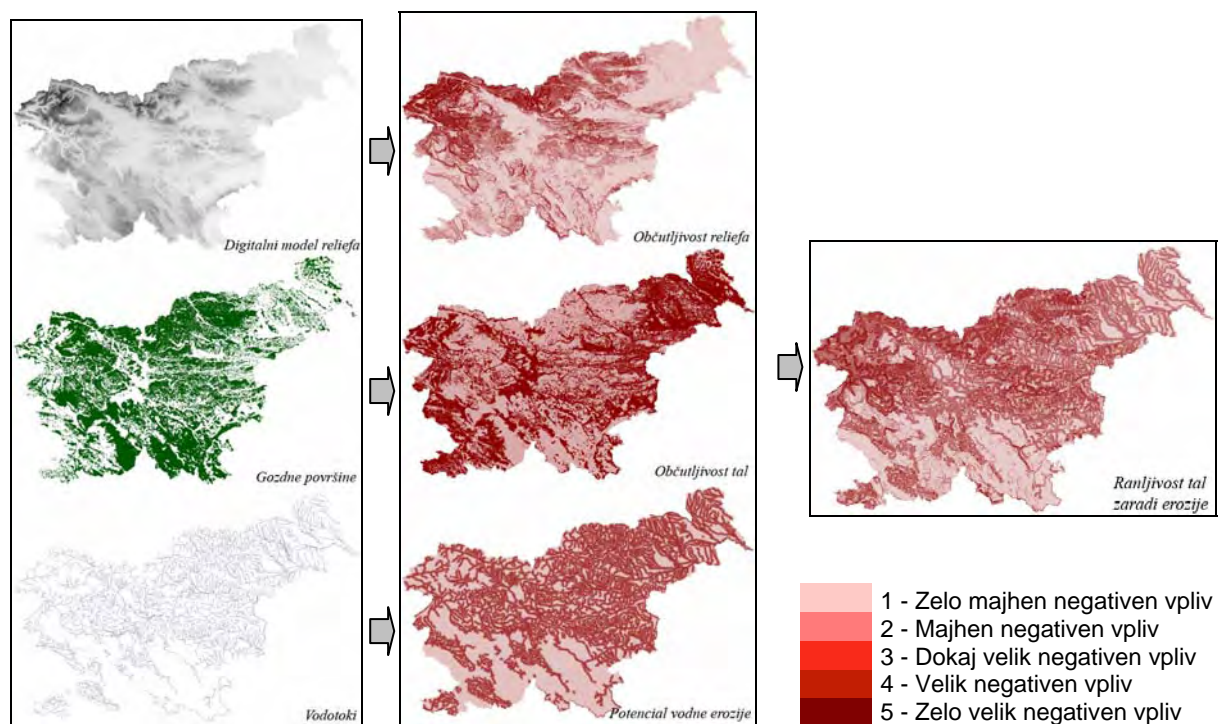 Digitalni model reliefa
Občutljivost reliefa
Gozdne površine
Občutljivost tal
Ranljivost tal
zaradi erozije
Vodotoki
Potencial vodne erozije
1 - Zelo majhen negativen vpliv
2 - Majhen negativen vpliv
3 - Dokaj velik negativen vpliv
4 - Velik negativen vpliv
5 - Zelo velik negativen vpliv